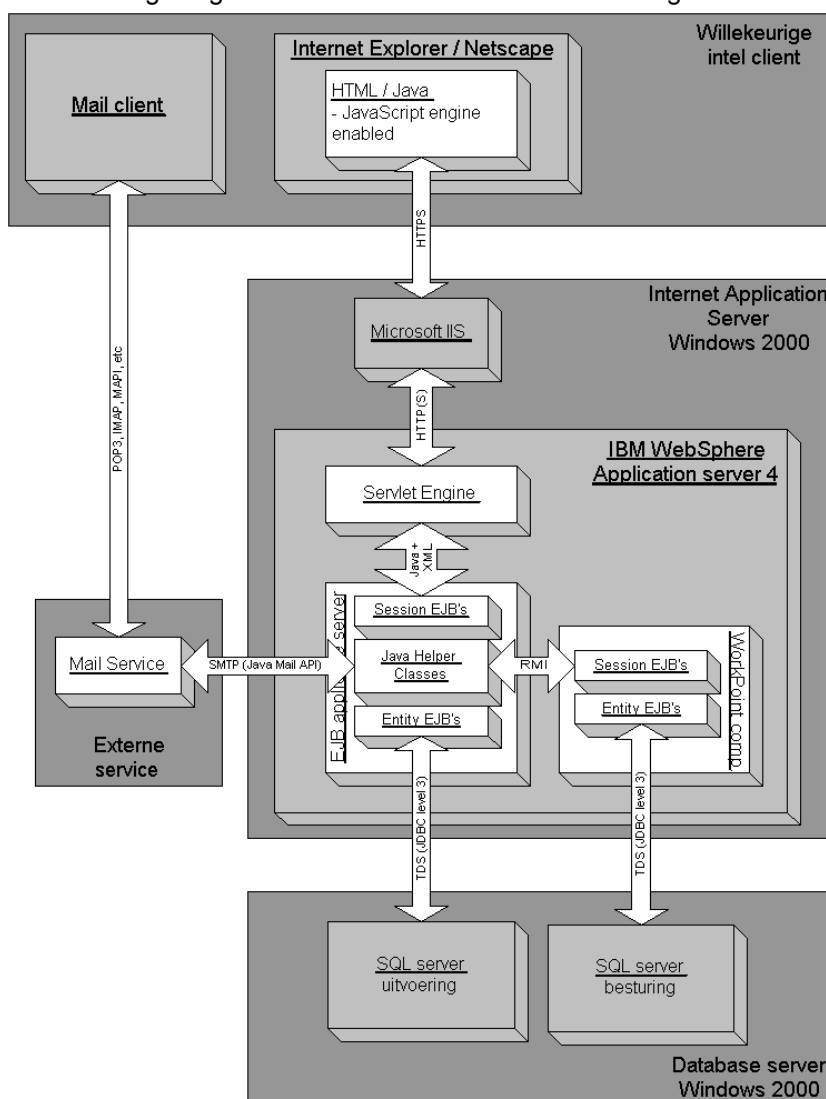 Willekeurige
intel client
Mail client
Internet Explorer / Netscape
HTML / Java
- JavaScript engine
enabled
HTTPS
POP3, IMAP, MAPI, etc
Internet Application
Server
Windows 2000
Microsoft IIS
HTTP(S)
IBM WebSphere
Application server 4
Servlet Engine
Java +
XML
Session EJB's
Java Helper
Classes
Entity EJB's
RMI
Session EJB's
Entity EJB's
WorkPoint comp
Mail Service
SMTP (Java Mail API)
Externe
service
TDS (JDBC level 3)
TDS (JDBC level 3)
SQL server
uitvoering
SQL server
besturing
Database server
Windows 2000